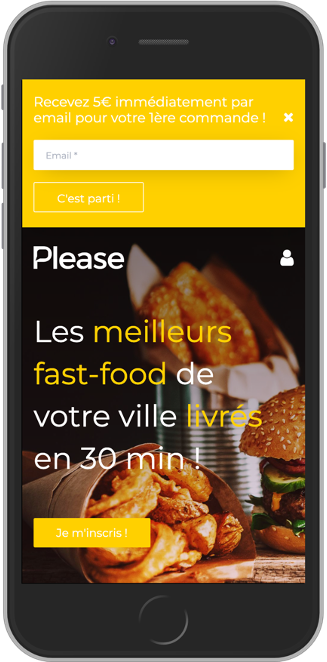 Recevez 5€ immédiatement par
email pour votre 1ère commande !
Email *
C'est parti !
Please
Les meilleurs
fast-food de
votre ville livrés
en 30 min !
Je m'inscris !